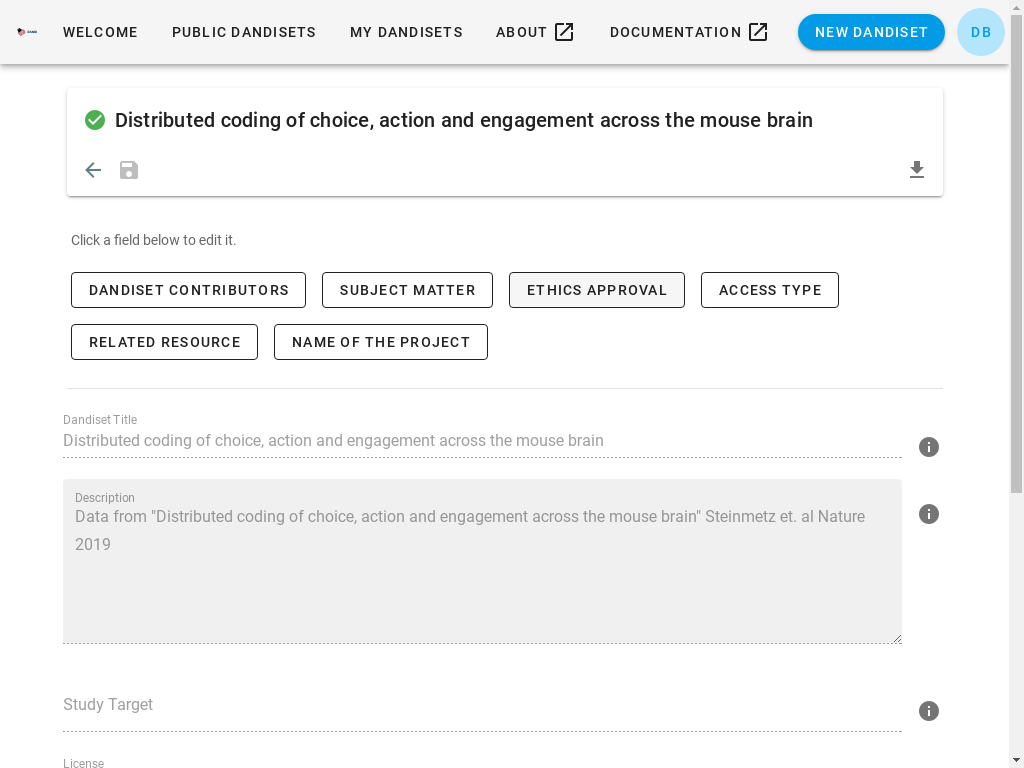 WELCOME PUBLIC DANDISETS MY DANDISETS ABOUT DOCUMENTATION NEW DANDISET DB
Distributed coding of choice, action and engagement across the mouse brain
Click a field below to edit it.
DANDISET CONTRIBUTORS SUBJECT MATTER ETHICS APPROVAL ACCESS TYPE
RELATED RESOURCE NAME OF THE PROJECT
Dandiset Title
Distributed coding of choice, action and engagement across the mouse brain
Description
Data from "Distributed coding of choice, action and engagement across the mouse brain" Steinmetz et. al Nature
2019
Study Target
License